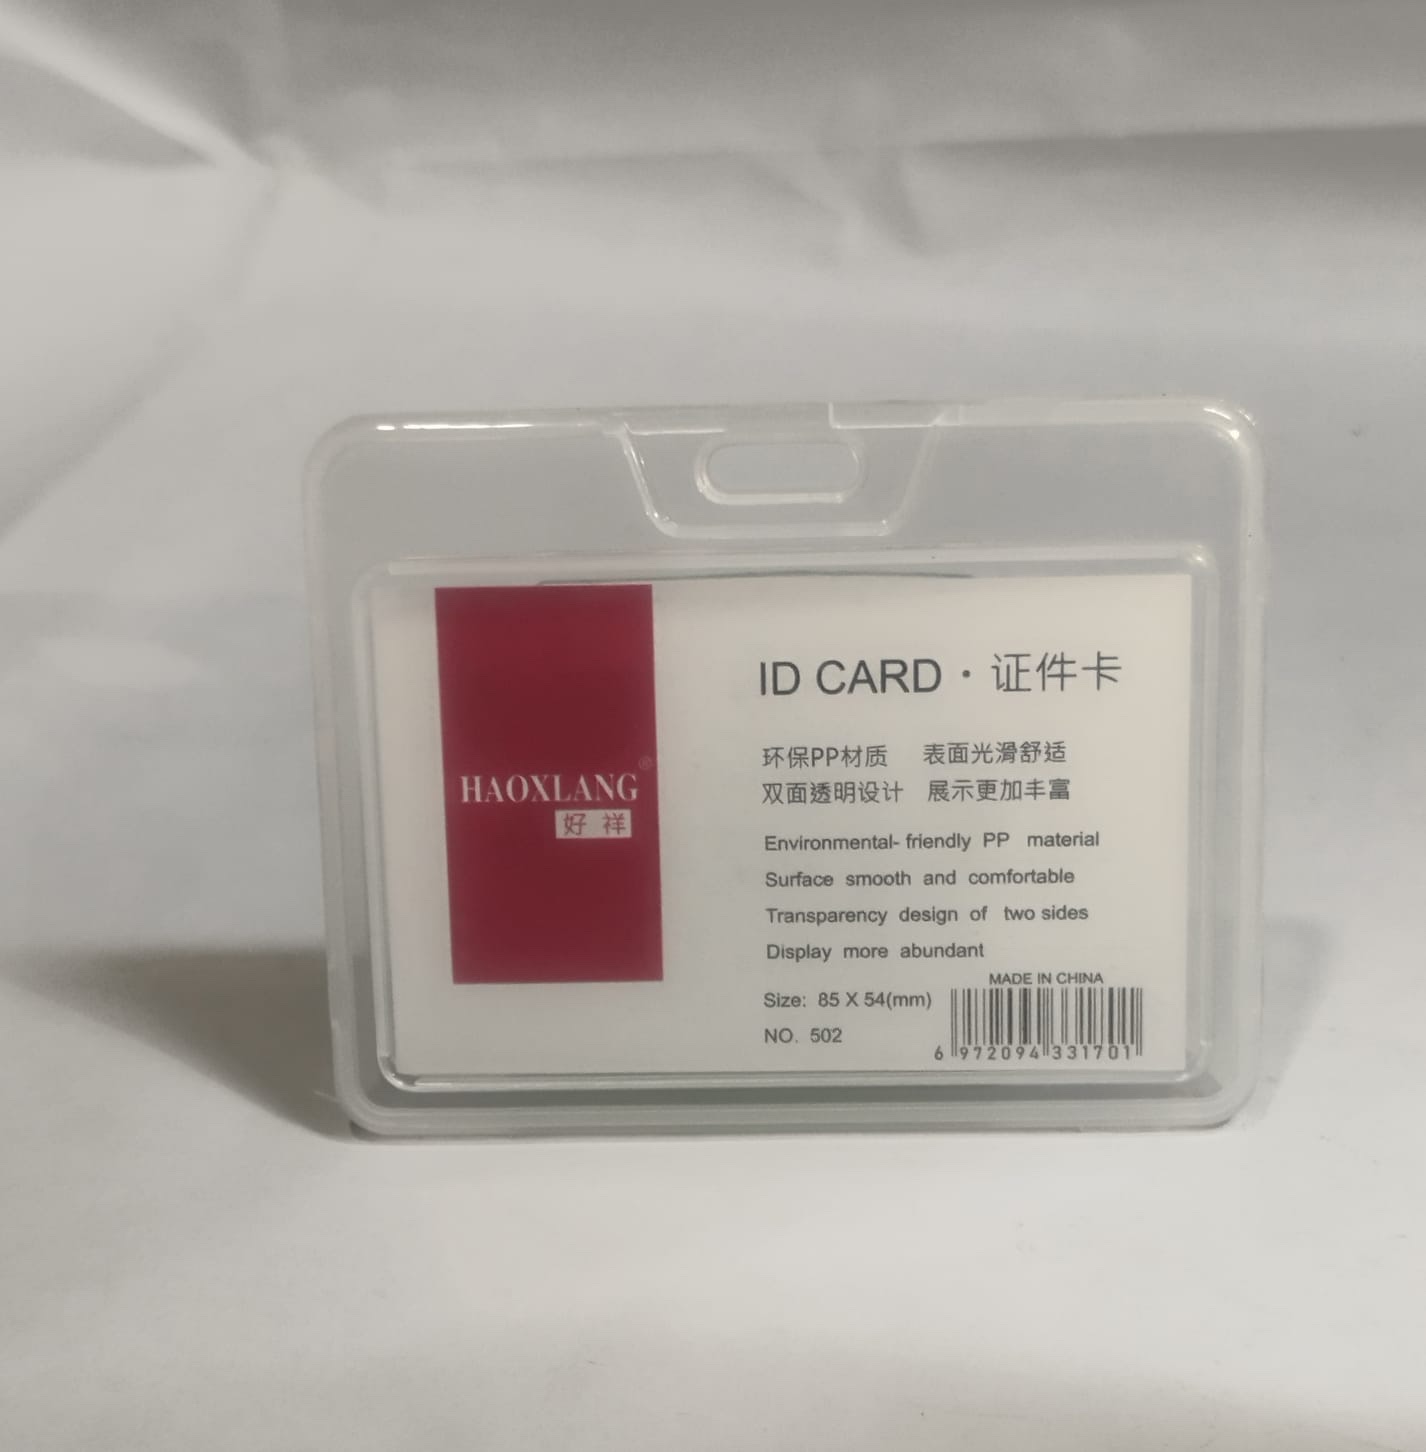 HAOXLANG®
好祥
ID CARD · 证件卡
环保PP材质 表面光滑舒适
双面透明设计 展示更加丰富
Environmental- friendly PP material
Surface smooth and comfortable
Transparency design of two sides
Display more abundant
MADE IN CHINA
Size: 85 X 54(mm)
NO. 502
6 972094 331701